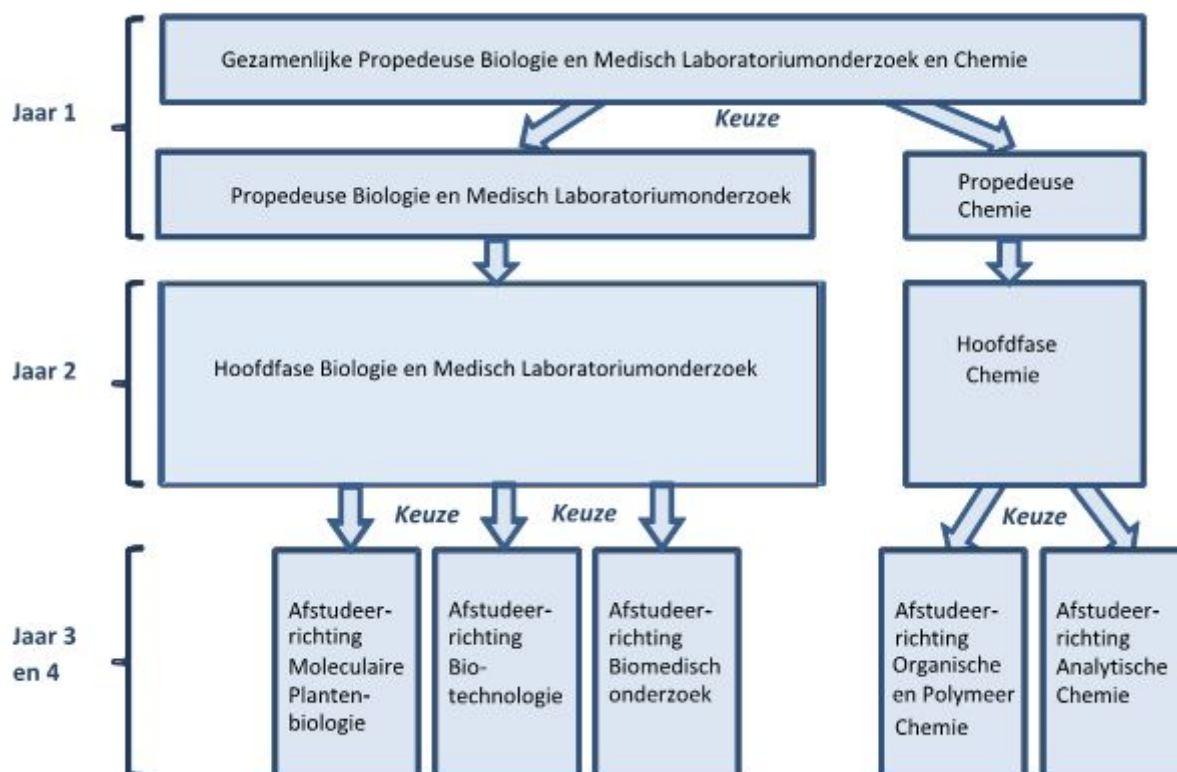 Gezamenlijke Propedeuse Biologie en Medisch Laboratoriumonderzoek en Chemie
Jaar 1
Keuze
Propedeuse Biologie en Medisch Laboratoriumonderzoek
Propedeuse
Chemie
Jaar 2
Hoofdfase Biologie en Medisch Laboratoriumonderzoek
Hoofdfase
Chemie
Keuze
Keuze
Keuze
Jaar 3
en 4
Afstudeer-
richting
Moleculaire
Planten-
biologie
Afstudeer-
richting
Bio-
technologie
Afstudeer-
richting
Biomedisch
onderzoek
Afstudeer-
richting
Organische
en Polymeer
Chemie
Afstudeer-
richting
Analytische
Chemie